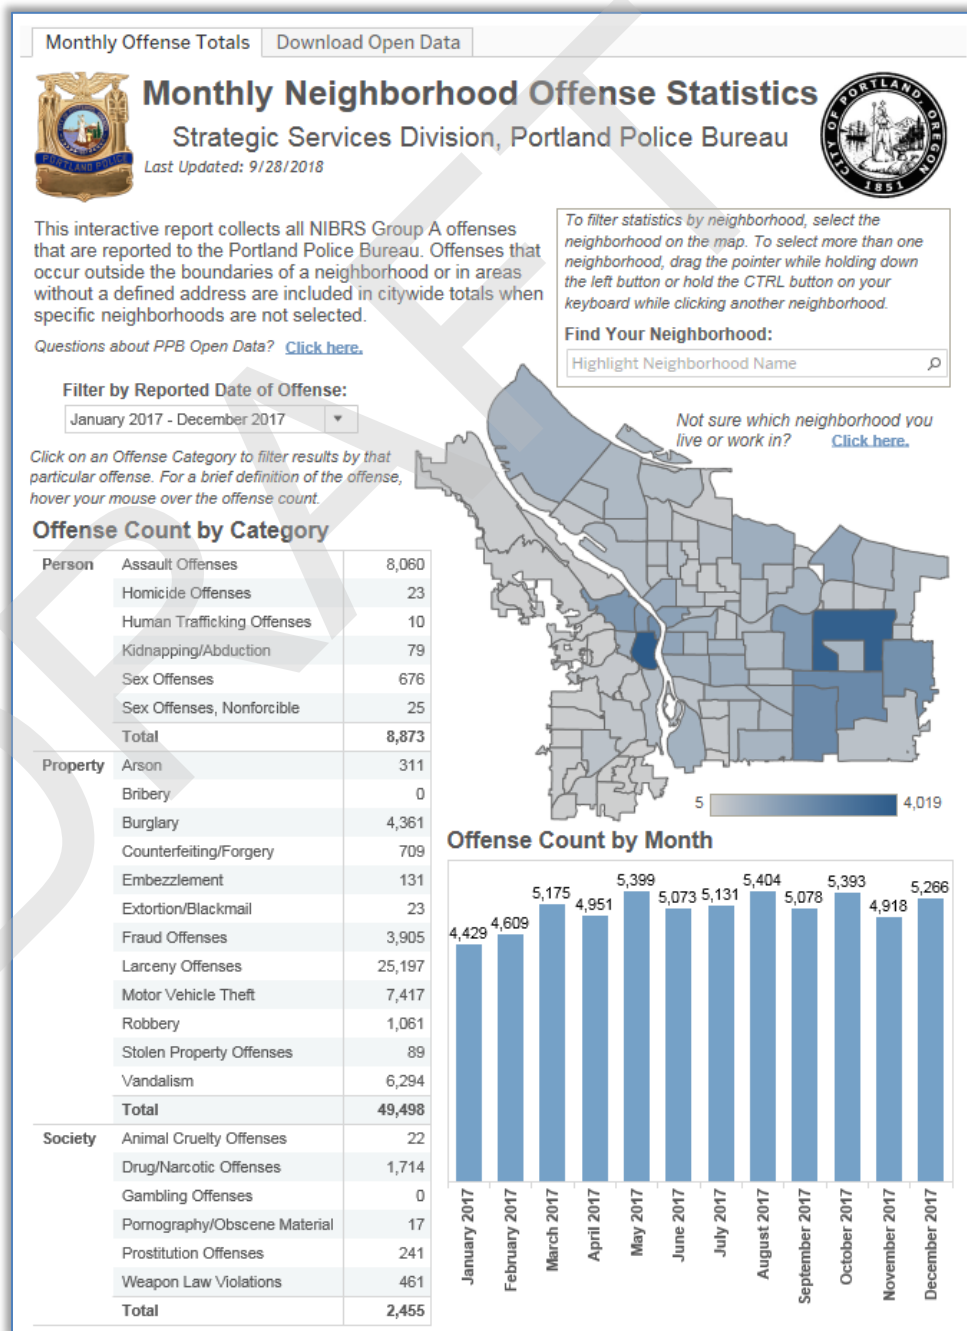 Monthly Offense Totals
Download Open Data
Monthly Neighborhood Offense Statistics
Strategic Services Division, Portland Police Bureau
Last Updated: 9/28/2018
PORTLAND POLICE
CITY OF PORTLAND, OREGON
1851
This interactive report collects all NIBRS Group A offenses
that are reported to the Portland Police Bureau. Offenses that
occur outside the boundaries of a neighborhood or in areas
without a defined address are included in citywide totals when
specific neighborhoods are not selected.
Questions about PPB Open Data? Click here.
To filter statistics by neighborhood, select the
neighborhood on the map. To select more than one
neighborhood, drag the pointer while holding down
the left button or hold the CTRL button on your
keyboard while clicking another neighborhood.
Find Your Neighborhood:
Highlight Neighborhood Name
Filter by Reported Date of Offense:
January 2017 - December 2017
Not sure which neighborhood you
live or work in? Click here.
Click on an Offense Category to filter results by that
particular offense. For a brief definition of the offense,
hover your mouse over the offense count.
Offense Count by Category
Person Assault Offenses 8,060
Homicide Offenses 23
Human Trafficking Offenses 10
Kidnapping/Abduction 79
Sex Offenses 676
Sex Offenses, Nonforcible 25
Total 8,873
Property Arson 311
Bribery 0
Burglary 4,361
Counterfeiting/Forgery 709
Embezzlement 131
Extortion/Blackmail 23
Fraud Offenses 3,905
Larceny Offenses 25,197
Motor Vehicle Theft 7,417
Robbery 1,061
Stolen Property Offenses 89
Vandalism 6,294
Total 49,498
Society Animal Cruelty Offenses 22
Drug/Narcotic Offenses 1,714
Gambling Offenses 0
Pornography/Obscene Material 17
Prostitution Offenses 241
Weapon Law Violations 461
Total 2,455
5 4,019
Offense Count by Month
4,429 4,609 5,175 4,951 5,399 5,073 5,131 5,404 5,078 5,393 4,918 5,266
January 2017
February 2017
March 2017
April 2017
May 2017
June 2017
July 2017
August 2017
September 2017
October 2017
November 2017
December 2017
DRAFT